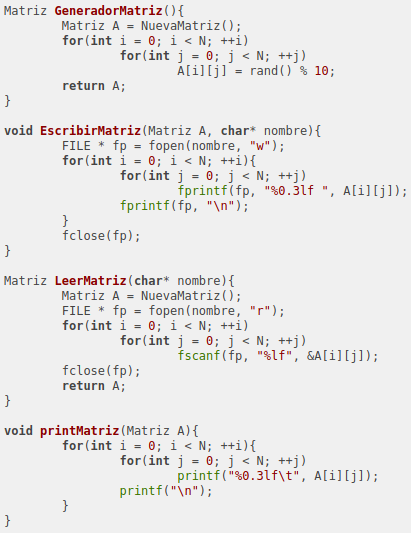 Matriz GeneradorMatriz(){
        Matriz A = NuevaMatriz();
        for(int i = 0; i < N; ++i)
                for(int j = 0; j < N; ++j)
                        A[i][j] = rand() % 10;
        return A;
}

void EscribirMatriz(Matriz A, char* nombre){
        FILE * fp = fopen(nombre, "w");
        for(int i = 0; i < N; ++i){
                for(int j = 0; j < N; ++j)
                        fprintf(fp, "%0.3lf ", A[i][j]);
                fprintf(fp, "\n");
        }
        fclose(fp);
}

Matriz LeerMatriz(char* nombre){
        Matriz A = NuevaMatriz();
        FILE * fp = fopen(nombre, "r");
        for(int i = 0; i < N; ++i)
                for(int j = 0; j < N; ++j)
                        fscanf(fp, "%lf", &A[i][j]);
        fclose(fp);
        return A;
}

void printMatriz(Matriz A){
        for(int i = 0; i < N; ++i){
                for(int j = 0; j < N; ++j)
                        printf("%0.3lf\t", A[i][j]);
                printf("\n");
        }
}